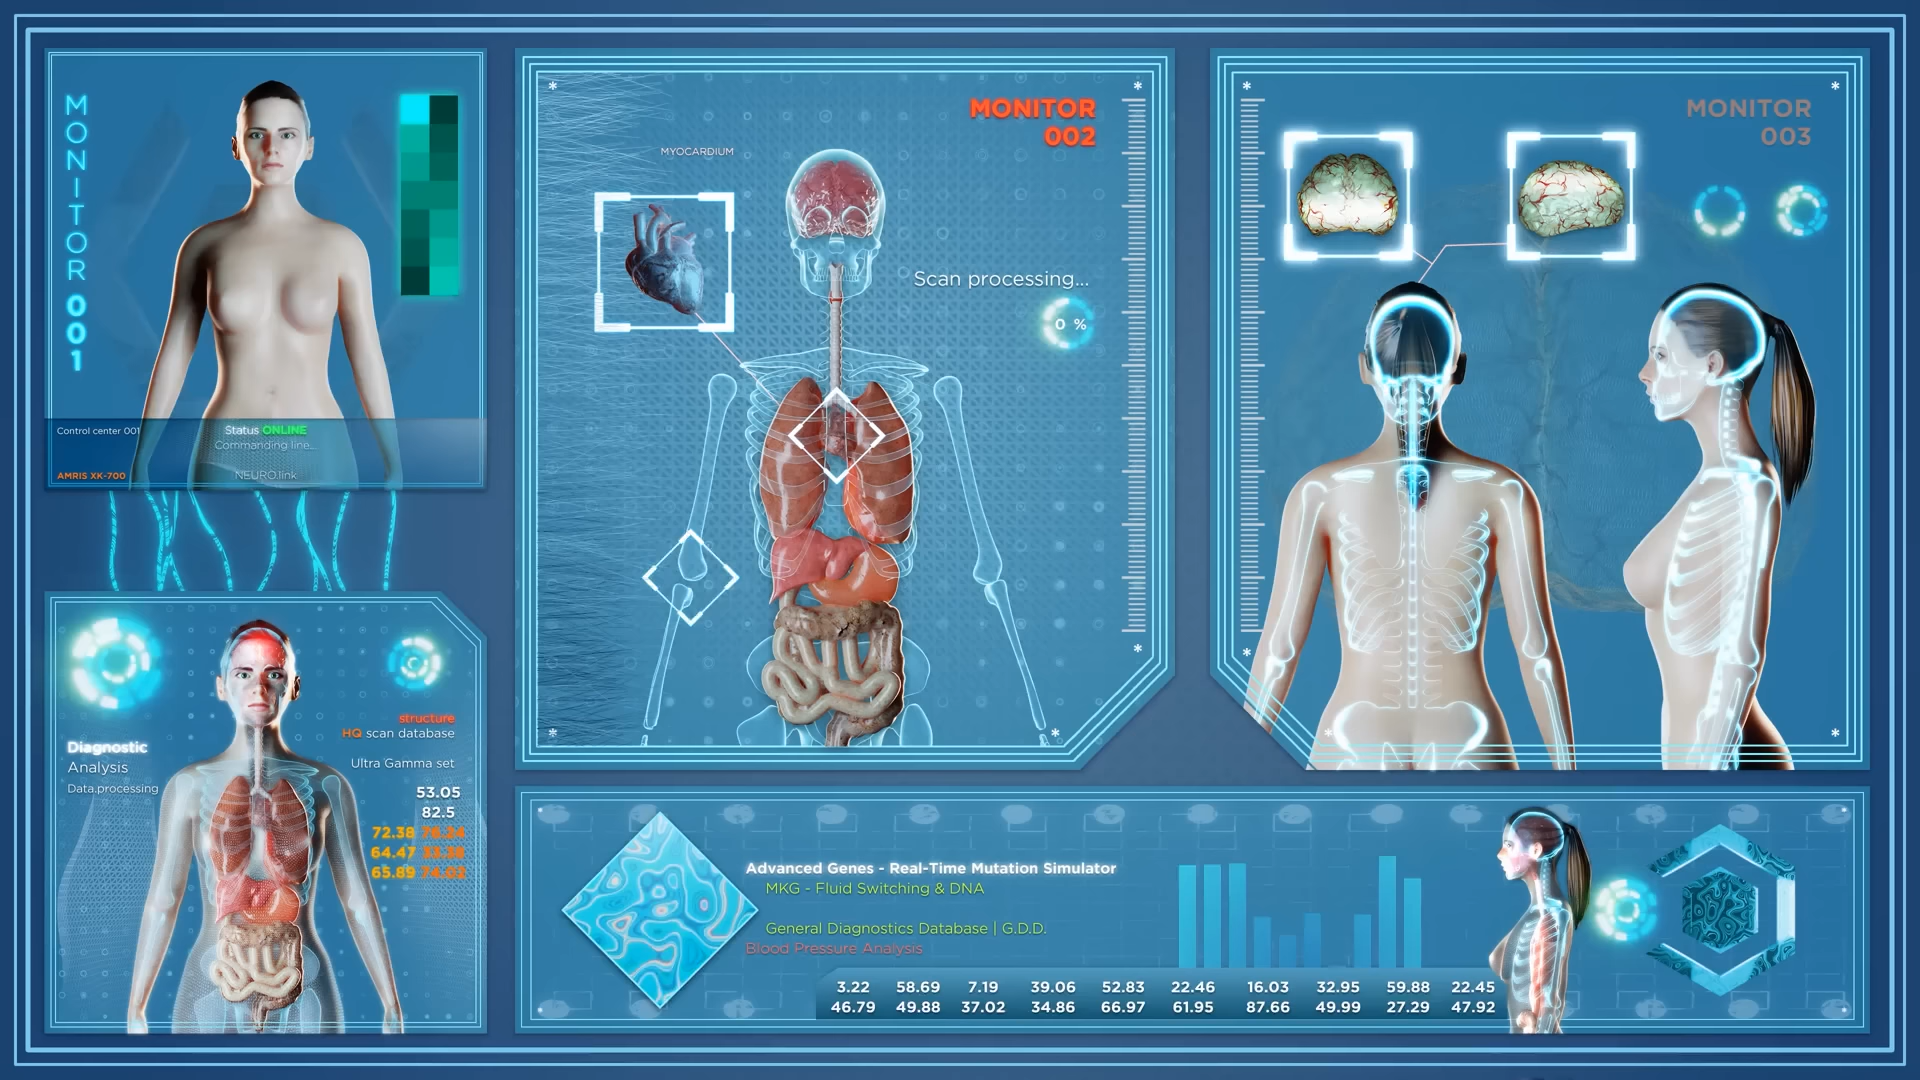 MONITOR 001
Control center 001
Status ONLINE
Commanding line...
AMRIS XK-700
NEURO.link
structure
HQ scan database
Ultra Gamma set
Diagnostic
Analysis
Data.processing
53.05
82.5
72.38
64.47
65.89
MONITOR
002
MYOCARDIUM
Scan processing...
0 %
MONITOR
003
Advanced Genes - Real-Time Mutation Simulator
MKG - Fluid Switching & DNA
General Diagnostics Database | G.D.D.
Blood Pressure Analysis
3.22 58.69 7.19 39.06 52.83 22.46 16.03 32.95 59.88 22.45
46.79 49.88 37.02 34.86 66.97 61.95 87.66 49.99 27.29 47.92